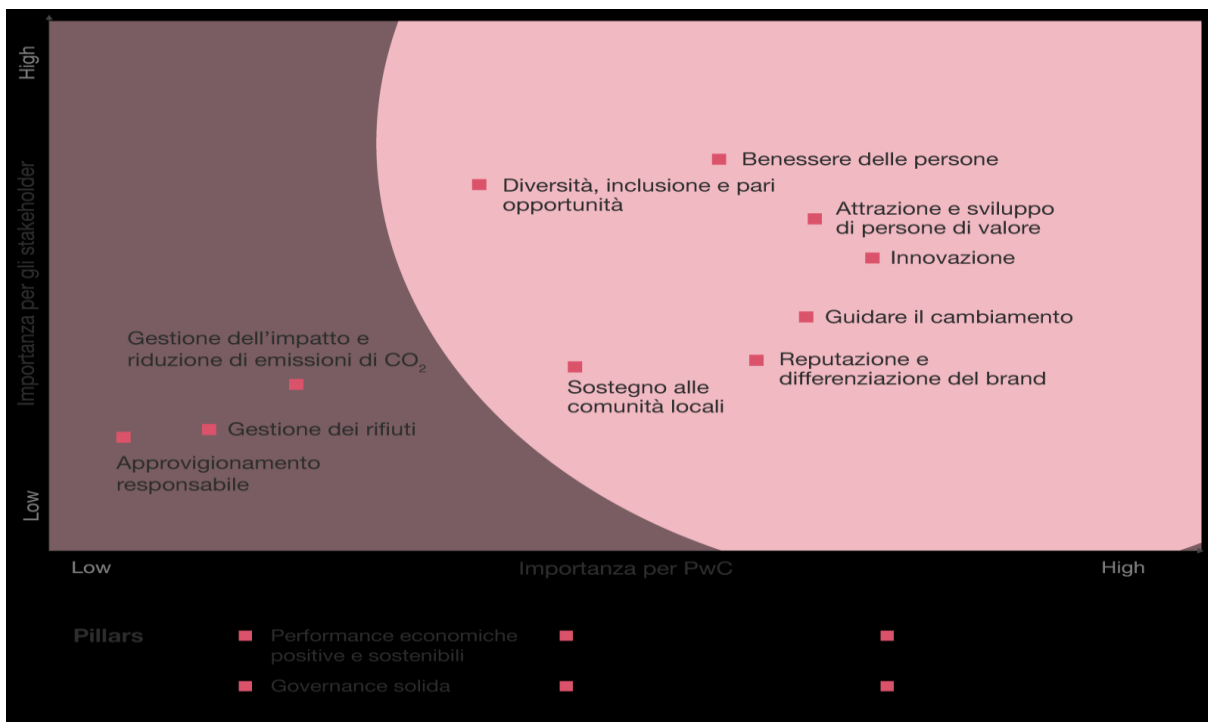 High
Importanza per gli stakeholder
Low
Benessere delle persone
Diversità, inclusione e pari
opportunità
Attrazione e sviluppo
di persone di valore
Innovazione
Guidare il cambiamento
Reputazione e
differenziazione del brand
Sostegno alle
comunità locali
Gestione dell’impatto e
riduzione di emissioni di CO₂
Gestione dei rifiuti
Approvigionamento
responsabile
Low
Importanza per PwC
High
Pillars
Performance economiche
positive e sostenibili
Governance solida